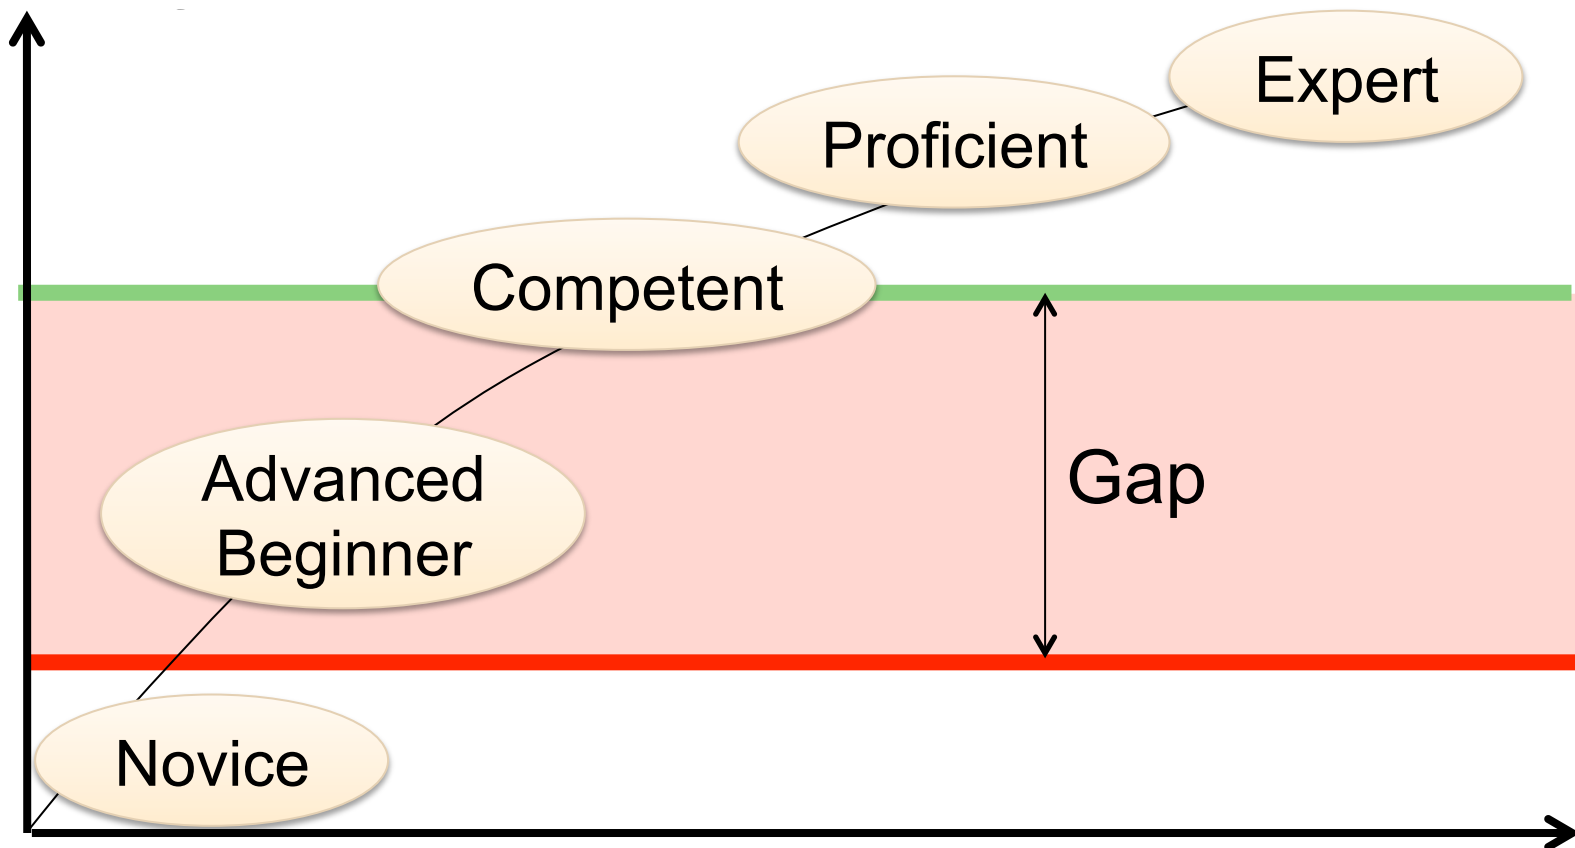 Expert
Proficient
Competent
Gap
Advanced
Beginner
Novice